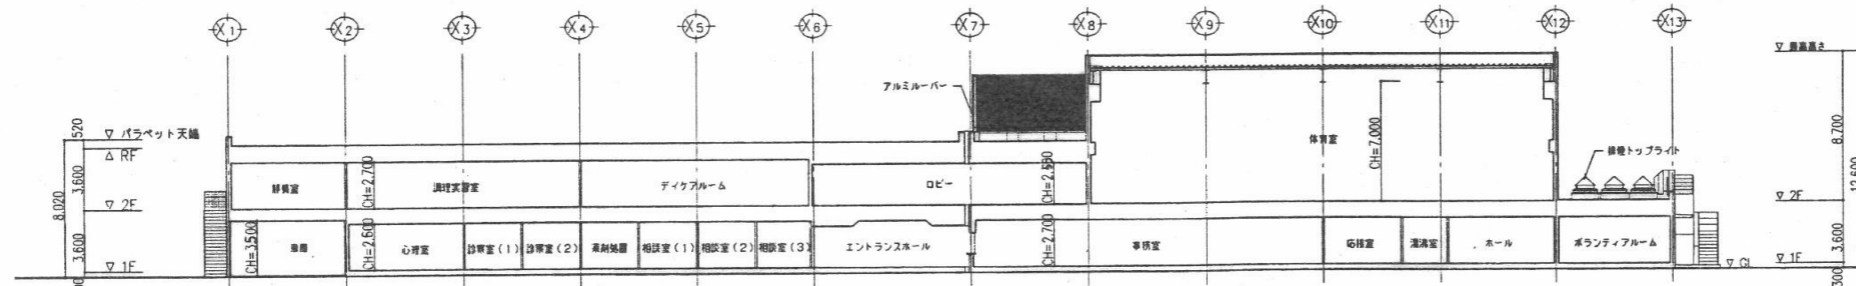 X1 X2 X3 X4 X5 X6 X7 X8 X9 X10 X11 X12 X13
▽ 最高高さ
アルミルーバー
520
▽ パラペット天端
△ RF
体育室
CH=7,000
8.700
排煙トップライト
3.600
8.020
静養室
CH=2,700
調理実習室
デイケアルーム
ロビー
12.600
▽ 2F
▽ 2F
3.600
CH=3,500
CH=2,600
心理室
診察室(1)
診察室(2)
薬剤処置
相談室(1)
相談室(2)
相談室(3)
エントランスホール
CH=2,700
事務室
応接室
湯沸室
ホール
ボランティアルーム
3.600
▽ 1F
▽ GL
▽ 1F
300